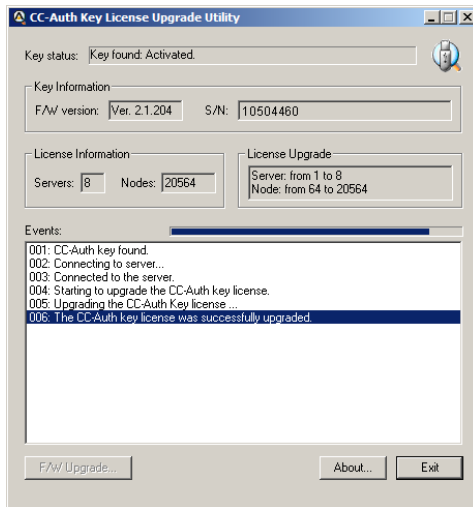 CC-Auth Key License Upgrade Utility
Key status: Key found: Activated.
Key Information
F/W version: Ver. 2.1.204 S/N: 10504460
License Information
Servers: 8 Nodes: 20564
License Upgrade
Server: from 1 to 8
Node: from 64 to 20564
Events:
001: CC-Auth key found.
002: Connecting to server...
003: Connected to the server.
004: Starting to upgrade the CC-Auth key license.
005: Upgrading the CC-Auth Key license ...
006: The CC-Auth key license was successfully upgraded.
F/W Upgrade... About... Exit